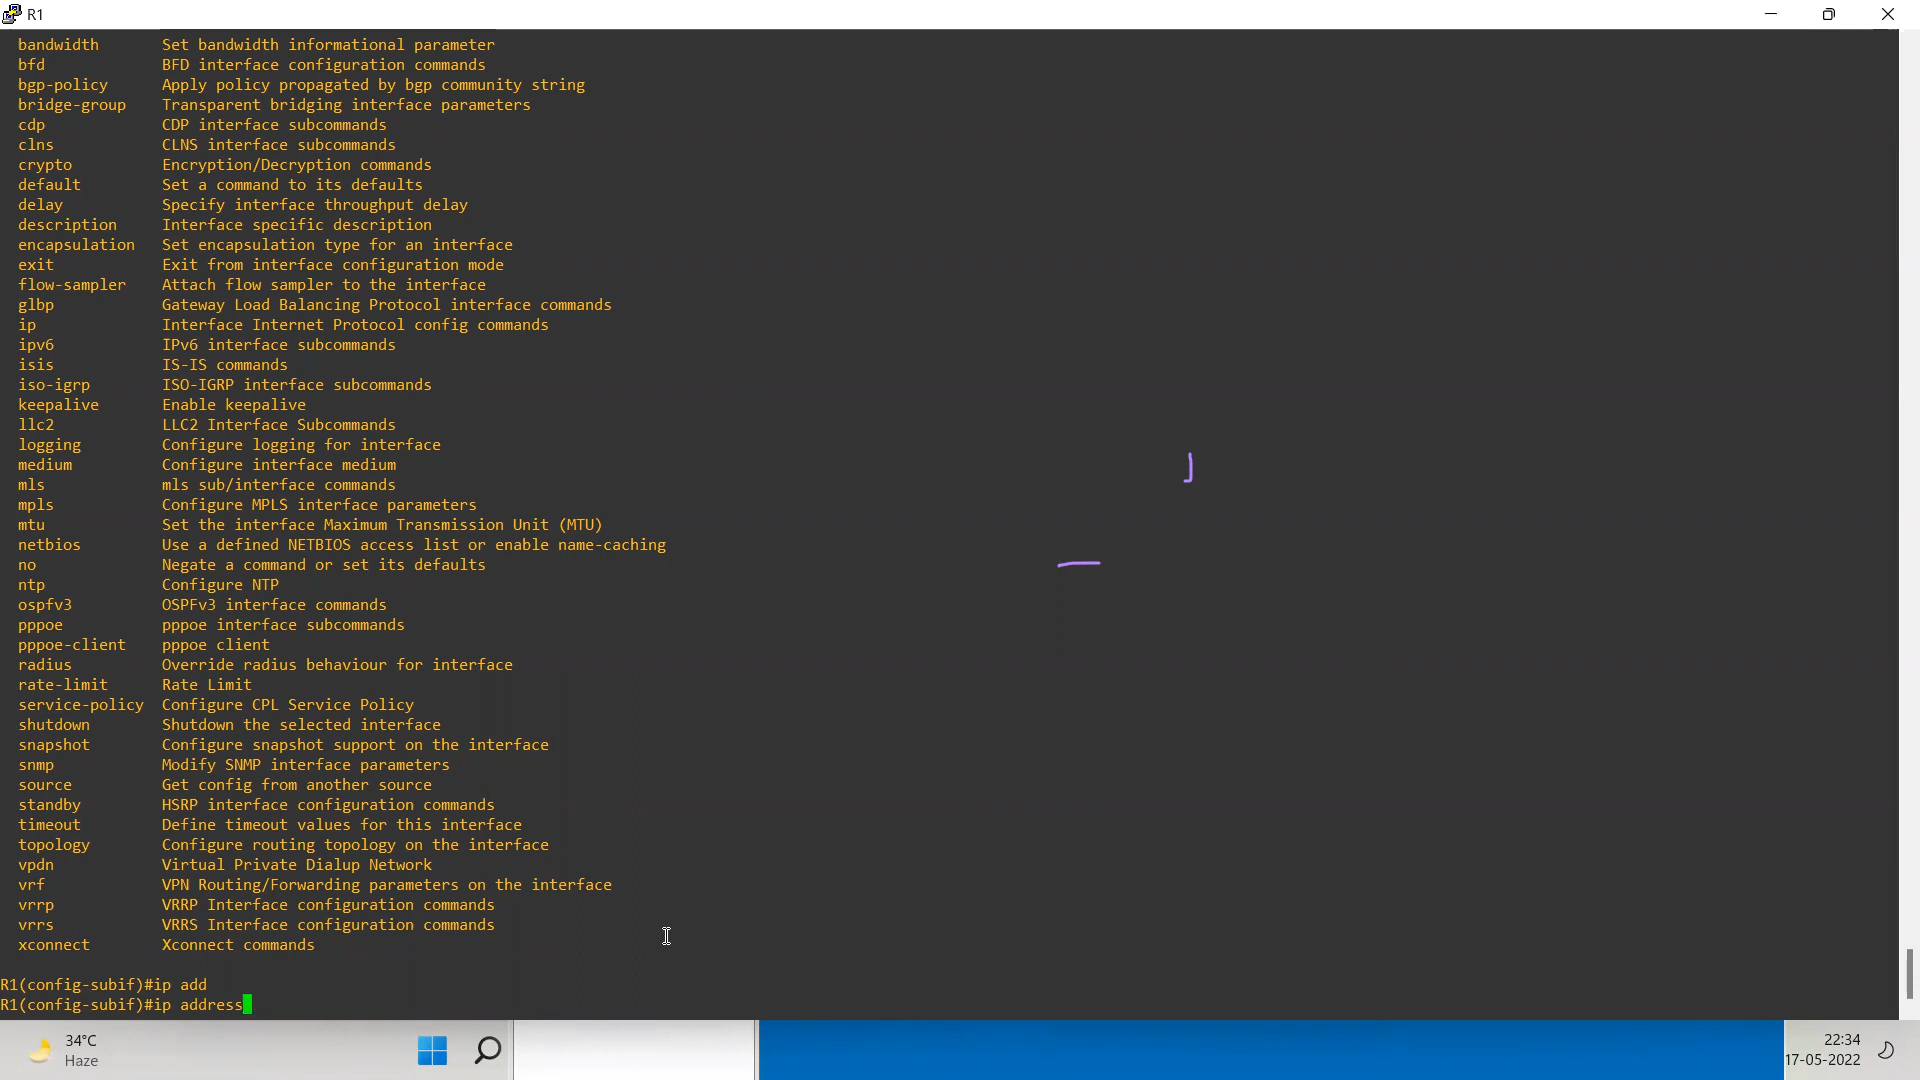 R1
bandwidth Set bandwidth informational parameter
bfd BFD interface configuration commands
bgp-policy Apply policy propagated by bgp community string
bridge-group Transparent bridging interface parameters
cdp CDP interface subcommands
clns CLNS interface subcommands
crypto Encryption/Decryption commands
default Set a command to its defaults
delay Specify interface throughput delay
description Interface specific description
encapsulation Set encapsulation type for an interface
exit Exit from interface configuration mode
flow-sampler Attach flow sampler to the interface
glbp Gateway Load Balancing Protocol interface commands
ip Interface Internet Protocol config commands
ipv6 IPv6 interface subcommands
isis IS-IS commands
iso-igrp ISO-IGRP interface subcommands
keepalive Enable keepalive
llc2 LLC2 Interface Subcommands
logging Configure logging for interface
medium Configure interface medium
mls mls sub/interface commands
mpls Configure MPLS interface parameters
mtu Set the interface Maximum Transmission Unit (MTU)
netbios Use a defined NETBIOS access list or enable name-caching
no Negate a command or set its defaults
ntp Configure NTP
ospfv3 OSPFv3 interface commands
pppoe pppoe interface subcommands
pppoe-client pppoe client
radius Override radius behaviour for interface
rate-limit Rate Limit
service-policy Configure CPL Service Policy
shutdown Shutdown the selected interface
snapshot Configure snapshot support on the interface
snmp Modify SNMP interface parameters
source Get config from another source
standby HSRP interface configuration commands
timeout Define timeout values for this interface
topology Configure routing topology on the interface
vpdn Virtual Private Dialup Network
vrf VPN Routing/Forwarding parameters on the interface
vrrp VRRP Interface configuration commands
vrrs VRRS Interface configuration commands
xconnect Xconnect commands
R1(config-subif)#ip add
R1(config-subif)#ip address
34°C
Haze
22:34
17-05-2022